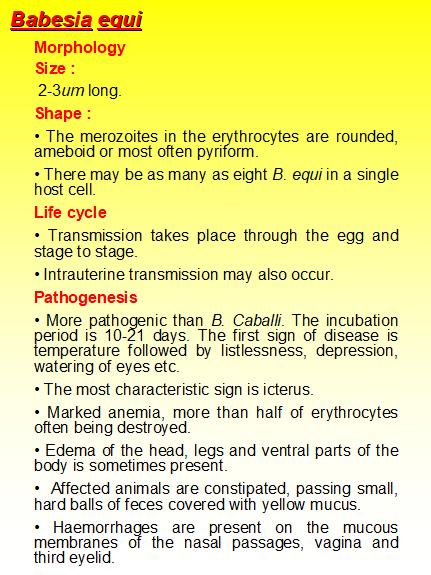 Babesia equi
Morphology
Size :
2-3um long.
Shape :
• The merozoites in the erythrocytes are rounded,
ameboid or most often pyriform.
• There may be as many as eight B. equi in a single
host cell.
Life cycle
• Transmission takes place through the egg and
stage to stage.
• Intrauterine transmission may also occur.
Pathogenesis
• More pathogenic than B. Caballi. The incubation
period is 10-21 days. The first sign of disease is
temperature followed by listlessness, depression,
watering of eyes etc.
• The most characteristic sign is icterus.
• Marked anemia, more than half of erythrocytes
often being destroyed.
• Edema of the head, legs and ventral parts of the
body is sometimes present.
• Affected animals are constipated, passing small,
hard balls of feces covered with yellow mucus.
• Haemorrhages are present on the mucous
membranes of the nasal passages, vagina and
third eyelid.